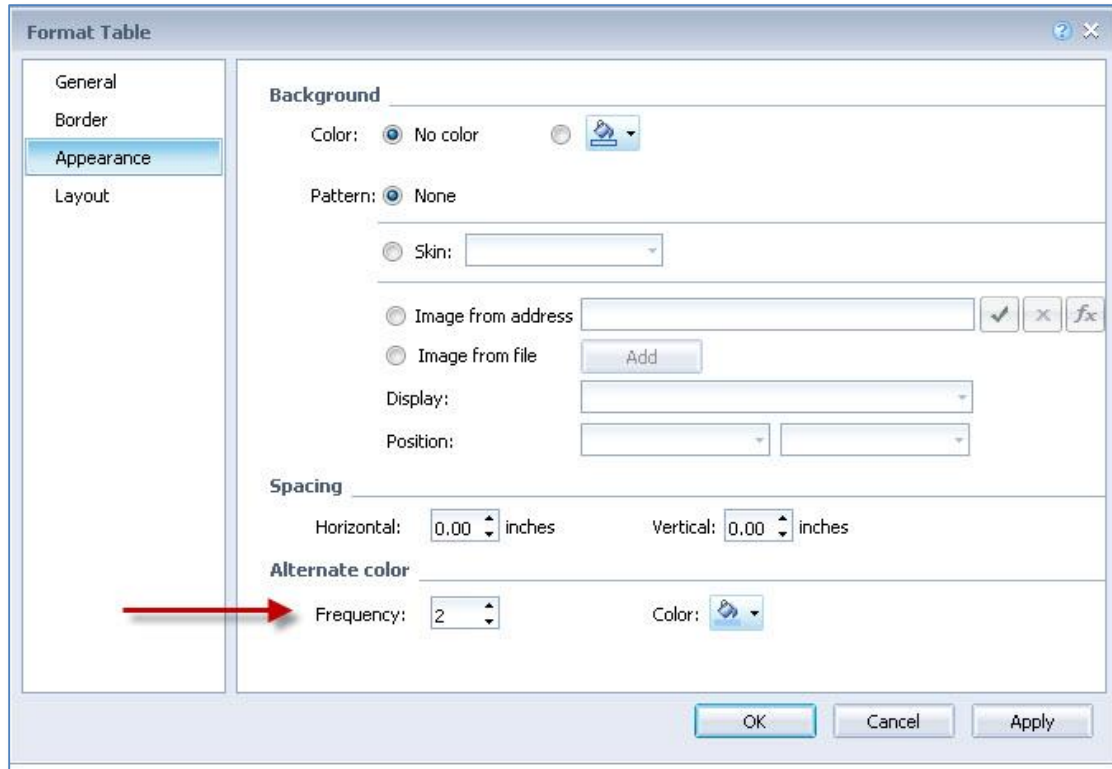 Format Table
General
Border
Appearance
Layout
Background
Color: No color
Pattern: None
Skin:
Image from address fx
Image from file Add
Display:
Position:
Spacing
Horizontal: 0.00 inches Vertical: 0.00 inches
Alternate color
Frequency: 2 Color:
OK Cancel Apply